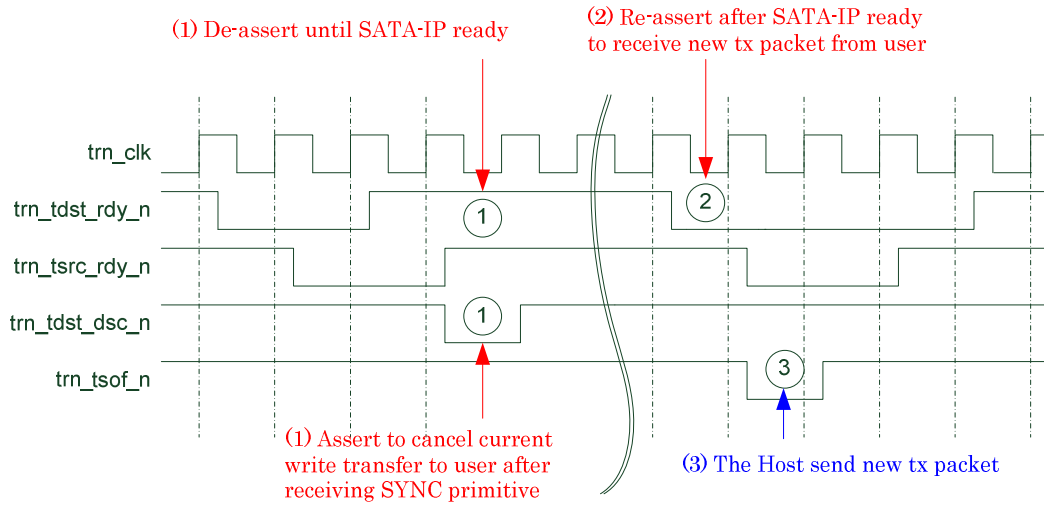 (1) De-assert until SATA-IP ready
(2) Re-assert after SATA-IP ready
to receive new tx packet from user
trn_clk
trn_tdst_rdy_n
1
2
trn_tsrc_rdy_n
trn_tdst_dsc_n
1
trn_tsof_n
3
(1) Assert to cancel current
write transfer to user after
receiving SYNC primitive
(3) The Host send new tx packet